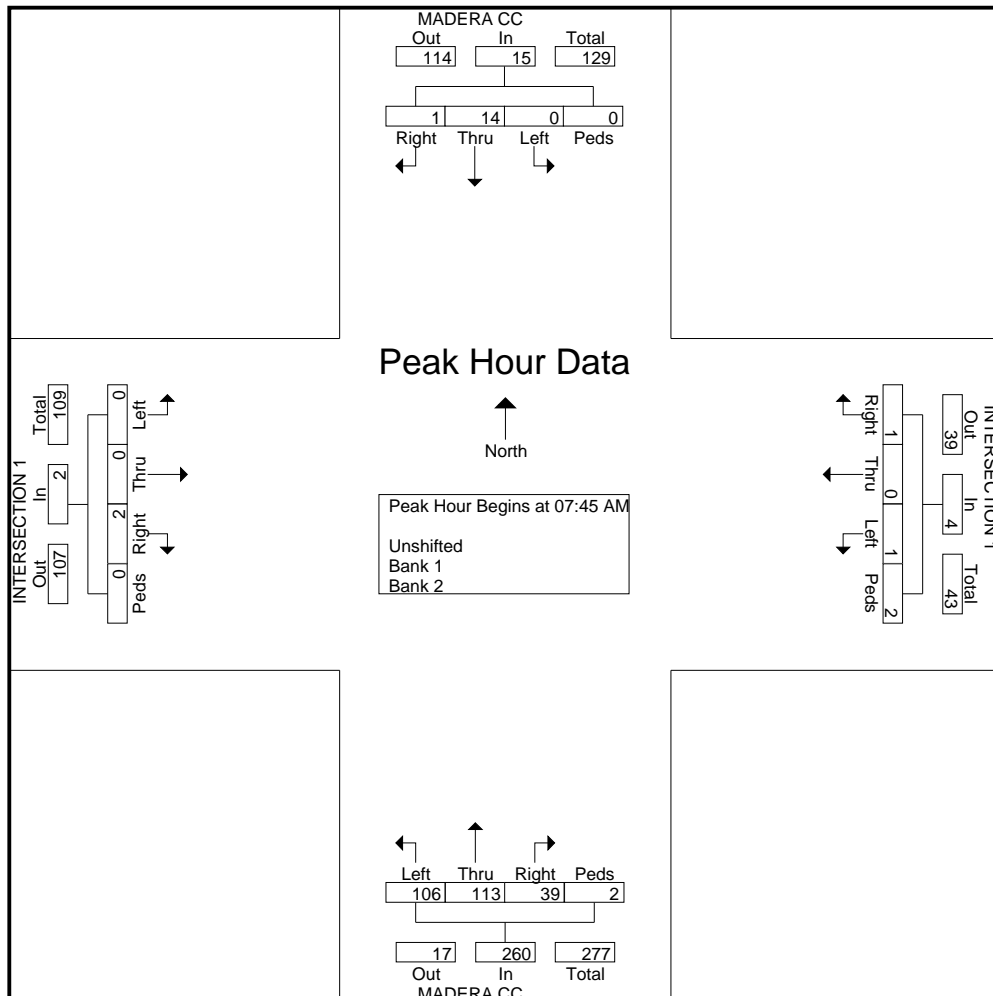 MADERA CC
Out In Total
114 15 129
1 14 0 0
Right Thru Left Peds
Peak Hour Data
North
Peak Hour Begins at 07:45 AM
Unshifted
Bank 1
Bank 2
INTERSECTION 1
Out In Total
107 2 109
Left Thru Right Peds
0 0 2 0
INTERSECTION 1
Out In Total
39 4 43
Right Thru Left Peds
1 0 1 2
Left Thru Right Peds
106 113 39 2
17 260 277
Out In Total
MADERA CC